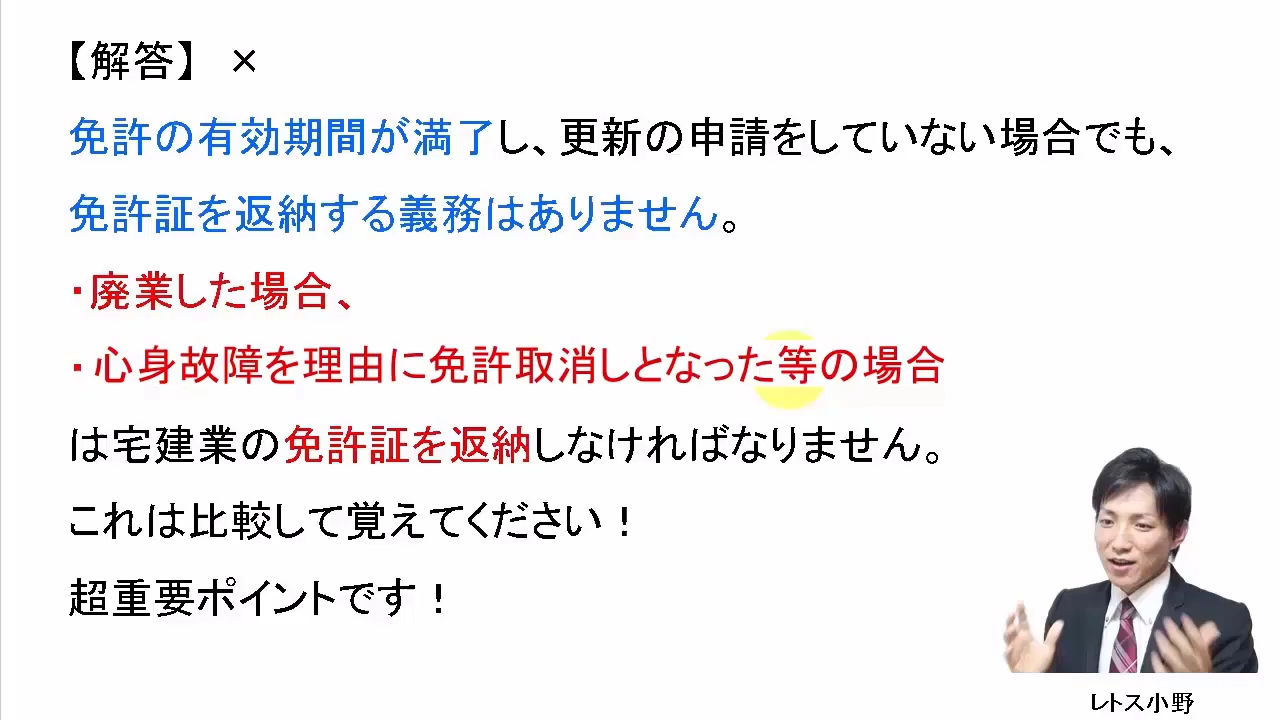 【解答】 ×
免許の有効期間が満了し、更新の申請をしていない場合でも、
免許証を返納する義務はありません。
・廃業した場合、
・心身故障を理由に免許取消しとなった等の場合
は宅建業の免許証を返納しなければなりません。
これは比較して覚えてください！
超重要ポイントです！
レトス小野